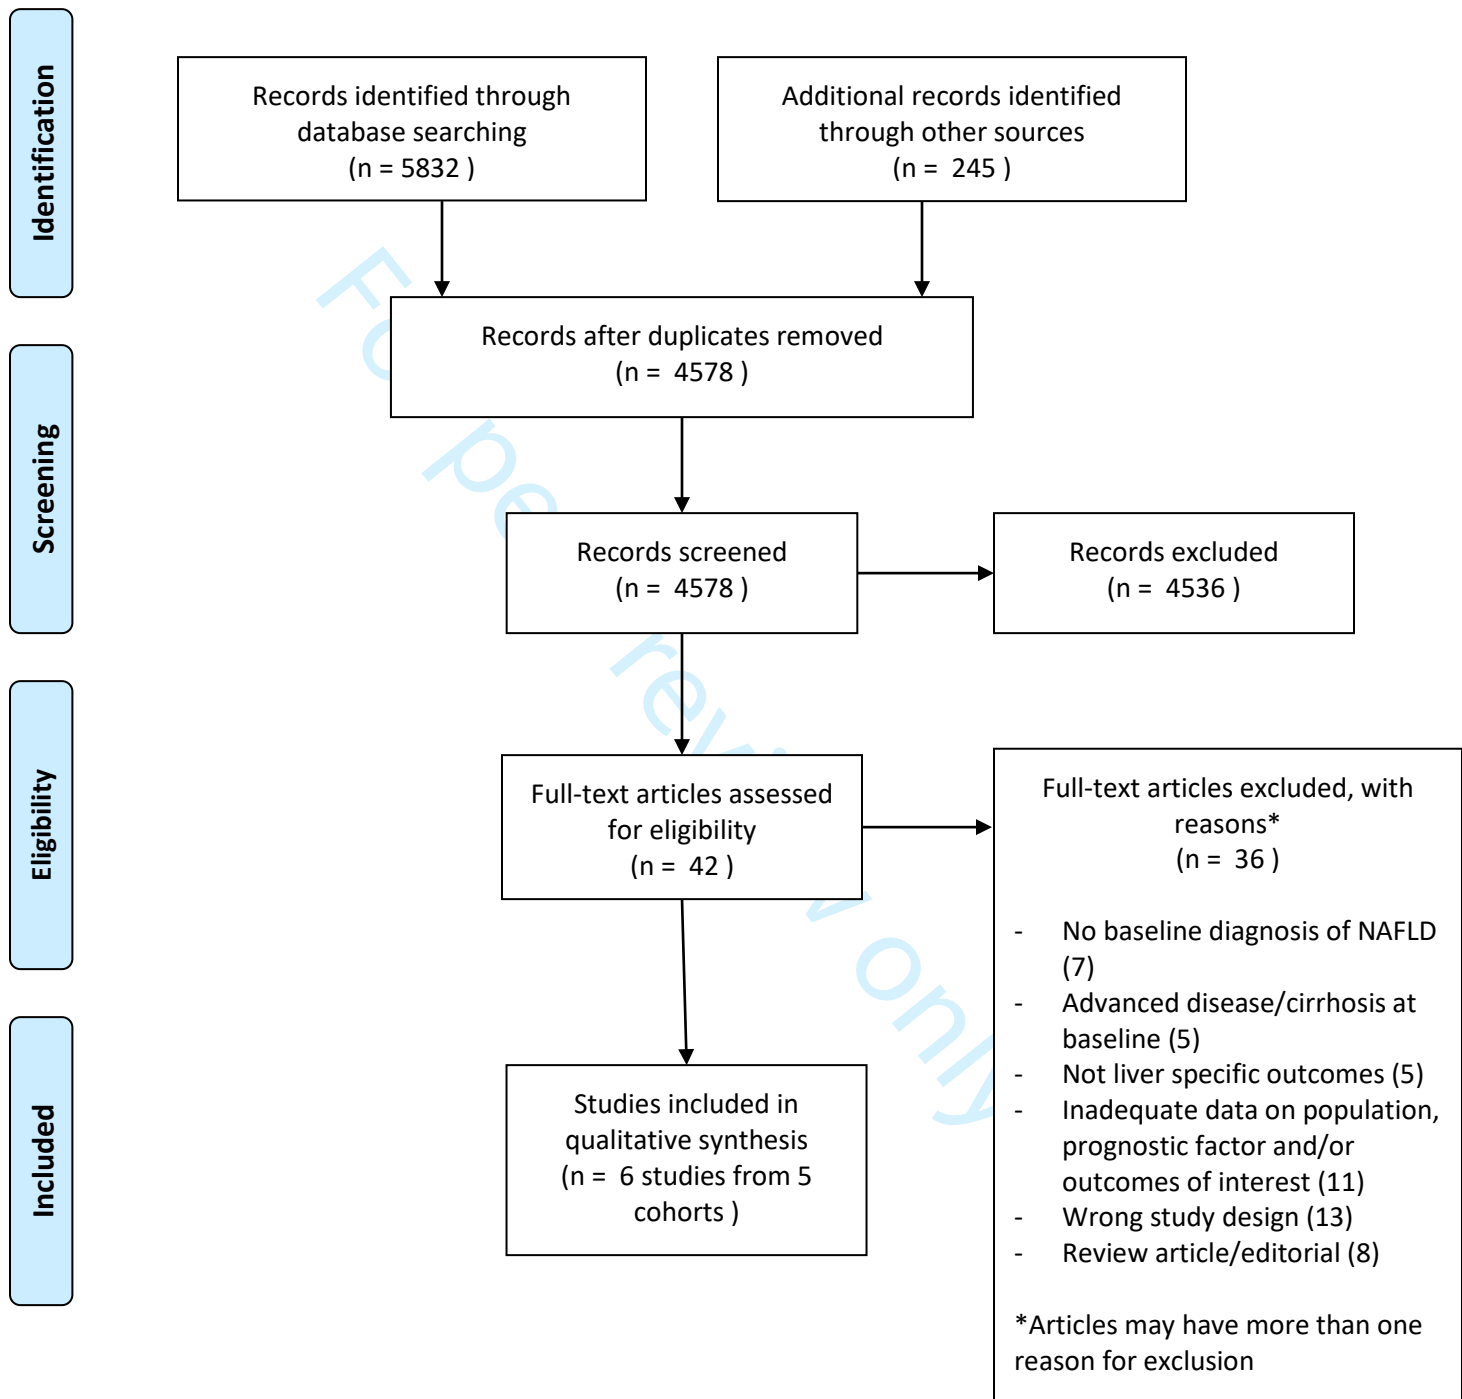 Identification
Records identified through
database searching
(n = 5832 )
Additional records identified
through other sources
(n =  245 )
Records after duplicates removed
(n =  4578 )
Screening
Records screened
(n =  4578 )
Records excluded
(n =  4536 )
Eligibility
Full-text articles assessed
for eligibility
(n =  42 )
Full-text articles excluded, with
reasons*
(n =  36 )
- No baseline diagnosis of NAFLD
(7)
- Advanced disease/cirrhosis at
baseline (5)
- Not liver specific outcomes (5)
- Inadequate data on population,
prognostic factor and/or
outcomes of interest (11)
- Wrong study design (13)
- Review article/editorial (8)
*Articles may have more than one
reason for exclusion
Included
Studies included in
qualitative synthesis
(n =  6 studies from 5
cohorts )
For peer review only